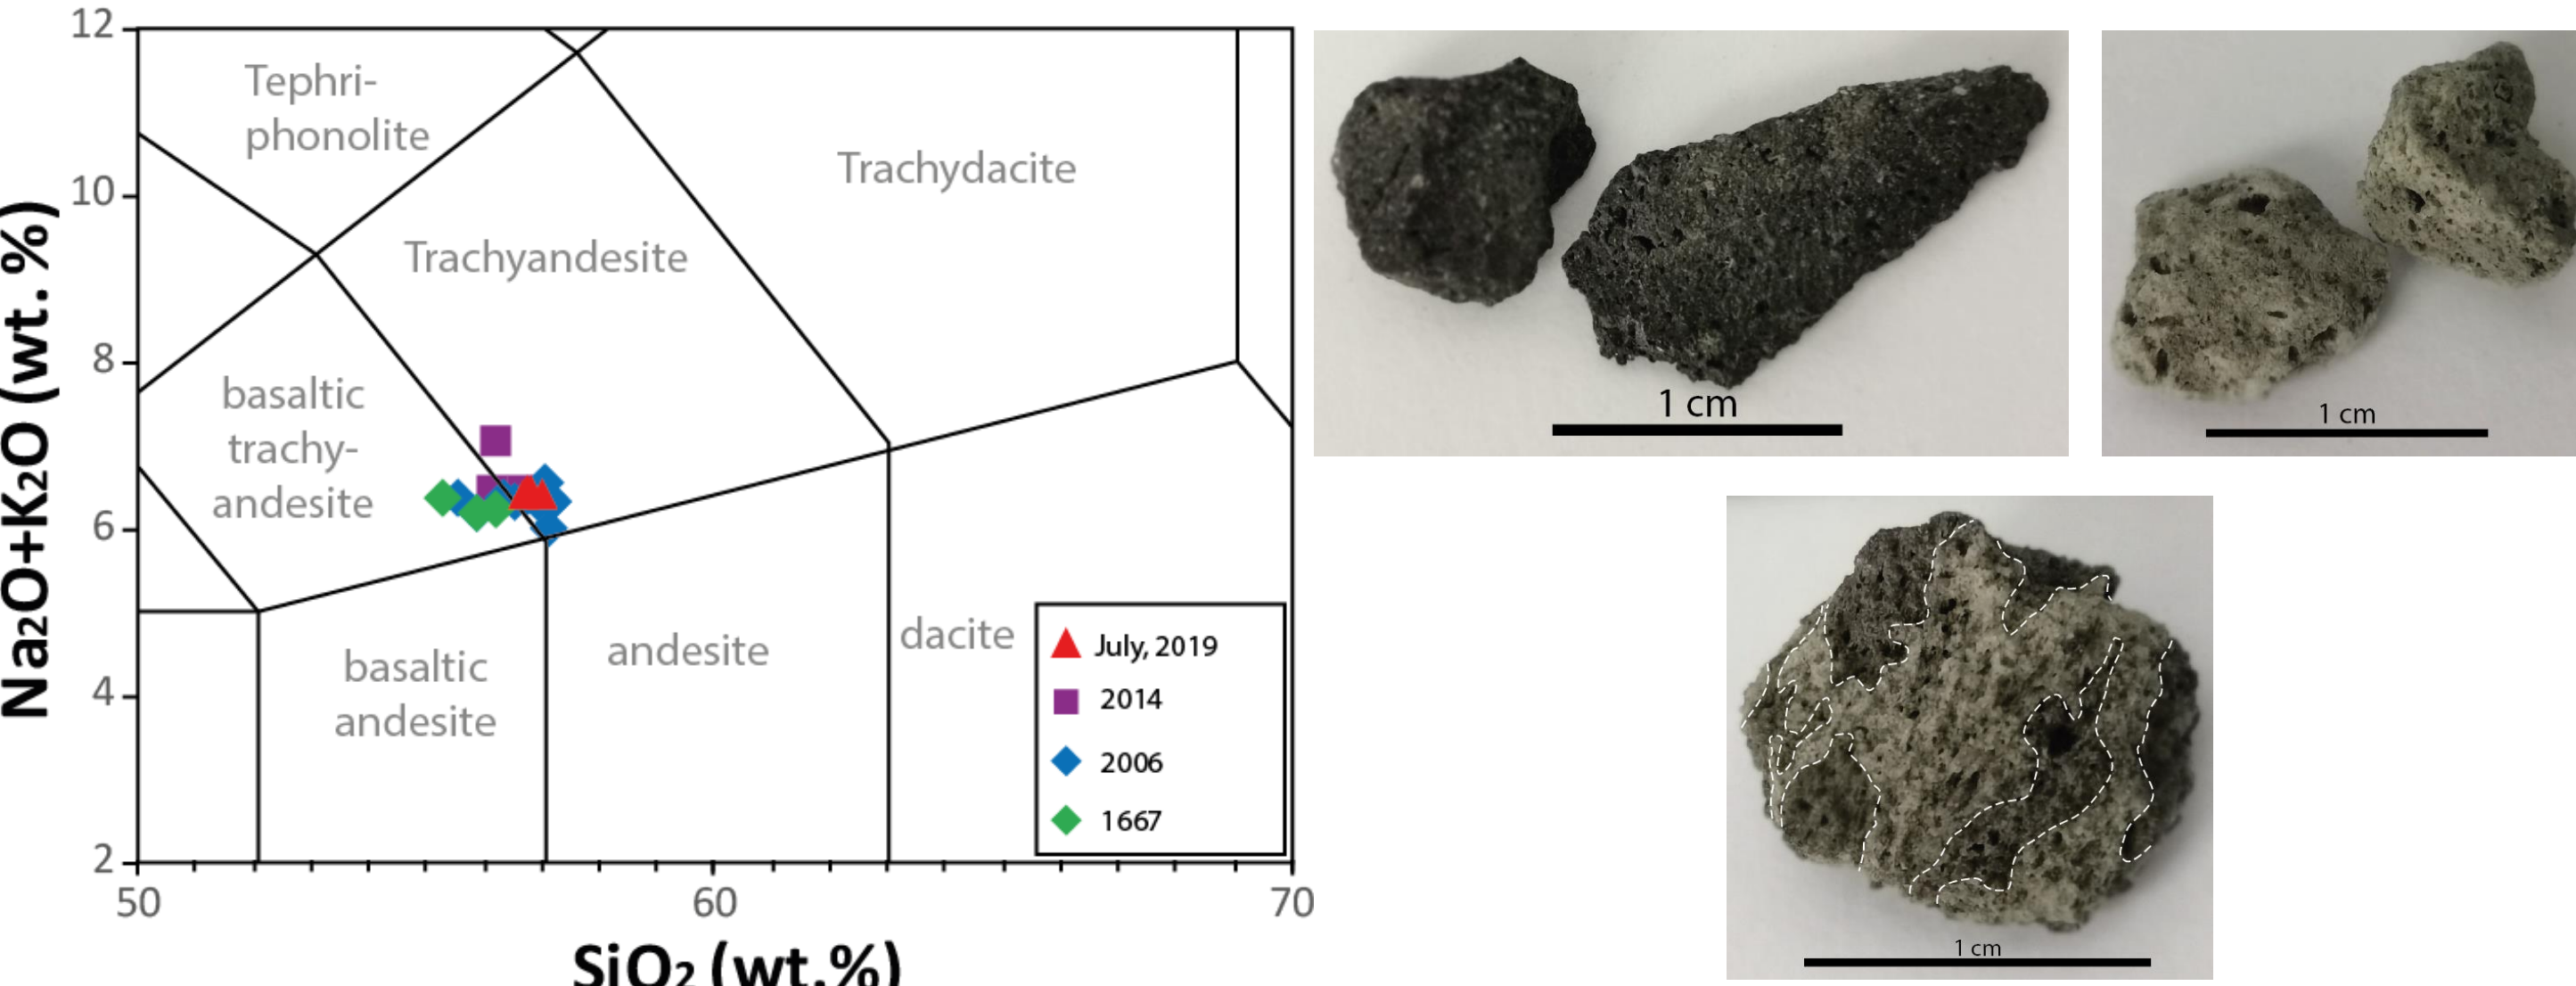 12
10
8
6
4
2
Na₂O+K₂O (wt. %)
Tephri-
phonolite
Trachydacite
Trachyandesite
basaltic
trachy-
andesite
basaltic
andesite
andesite
dacite
July, 2019
2014
2006
1667
50
60
70
SiO₂ (wt.%)
1 cm
1 cm
1 cm